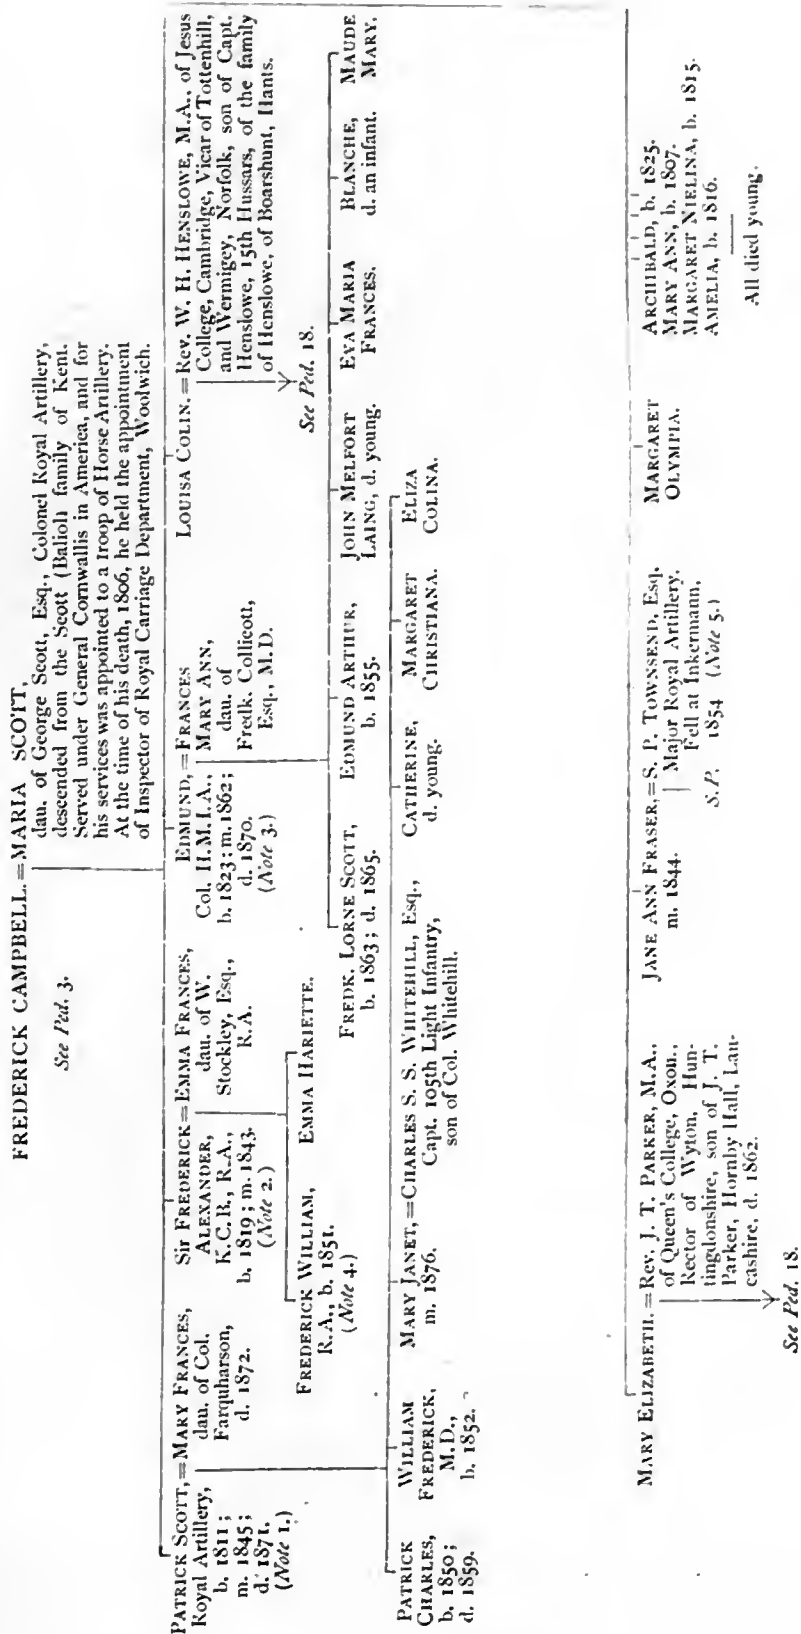 FREDERICK CAMPBELL.=MARIA SCOTT,
See Ped. 3.
dau. of George Scott, Esq., Colonel Royal Artillery,
descended from the Scott (Balioli family of Kent.
Served under General Cornwallis in America, and for
his services was appointed to a troop of Horse Artillery.
At the time of his death, 1806, he held the appointment
of Inspector of Royal Carriage Department, Woolwich.
PATRICK SCOTT,=MARY FRANCES,
Royal Artillery,
b. 1811;
m. 1845;
d. 1871.
(Note 1.)
dau. of Col.
Farquharson,
d. 1872.
Sir FREDERICK=EMMA FRANCES,
ALEXANDER,
K.C.B., R.A.,
b. 1819; m. 1843.
(Note 2.)
dau. of W.
Stockley, Esq.,
R.A.
EDMUND,=FRANCES
Col. H.M.I.A.,
b. 1823; m. 1862;
d. 1870.
(Note 3.)
MARY ANN,
dau. of
Fredk. Collicott,
Esq., M.D.
LOUISA COLIN.=Rev. W. H. HENSLOWE, M.A., of Jesus
College, Cambridge, Vicar of Tottenhill,
and Wermigey, Norfolk, son of Capt.
Henslowe, 15th Hussars, of the family
of Henslowe, of Boarshunt, Hants.
See Ped. 18.
FREDERICK WILLIAM,
R.A., b. 1851.
(Note 4.)
EMMA HARIETTE.
FREDK. LORNE SCOTT,
b. 1863; d. 1865.
EDMUND ARTHUR,
b. 1855.
JOHN MELFORT
LAING, d. young.
EVA MARIA
FRANCES.
BLANCHE,
d. an infant.
MAUDE
MARY.
PATRICK
CHARLES,
b. 1850;
d. 1859.
WILLIAM
FREDERICK,
M.D.,
b. 1852.
MARY JANET,=CHARLES S. S. WHITEHILL, Esq.,
m. 1876.
Capt. 105th Light Infantry,
son of Col. Whitehill.
CATHERINE,
d. young.
MARGARET
CHRISTIANA.
ELIZA
COLINA.
MARY ELIZABETH.=Rev. J. T. PARKER, M.A.,
of Queen's College, Oxon.,
Rector of Wyton, Hun-
tingdonshire, son of J. T.
Parker, Hornby Hall, Lan-
cashire, d. 1862.
See Ped. 18.
JANE ANN FRASER,=S. P. TOWNSEND, Esq.
m. 1844.
Major Royal Artillery.
Fell at Inkermann,
S.P. 1854 (Note 5.)
MARGARET
OLYMPIA.
ARCHIBALD, b. 1825.
MARY ANN, b. 1807.
MARGARET NIELINA, b. 1815.
AMELIA, b. 1816.
All died young.